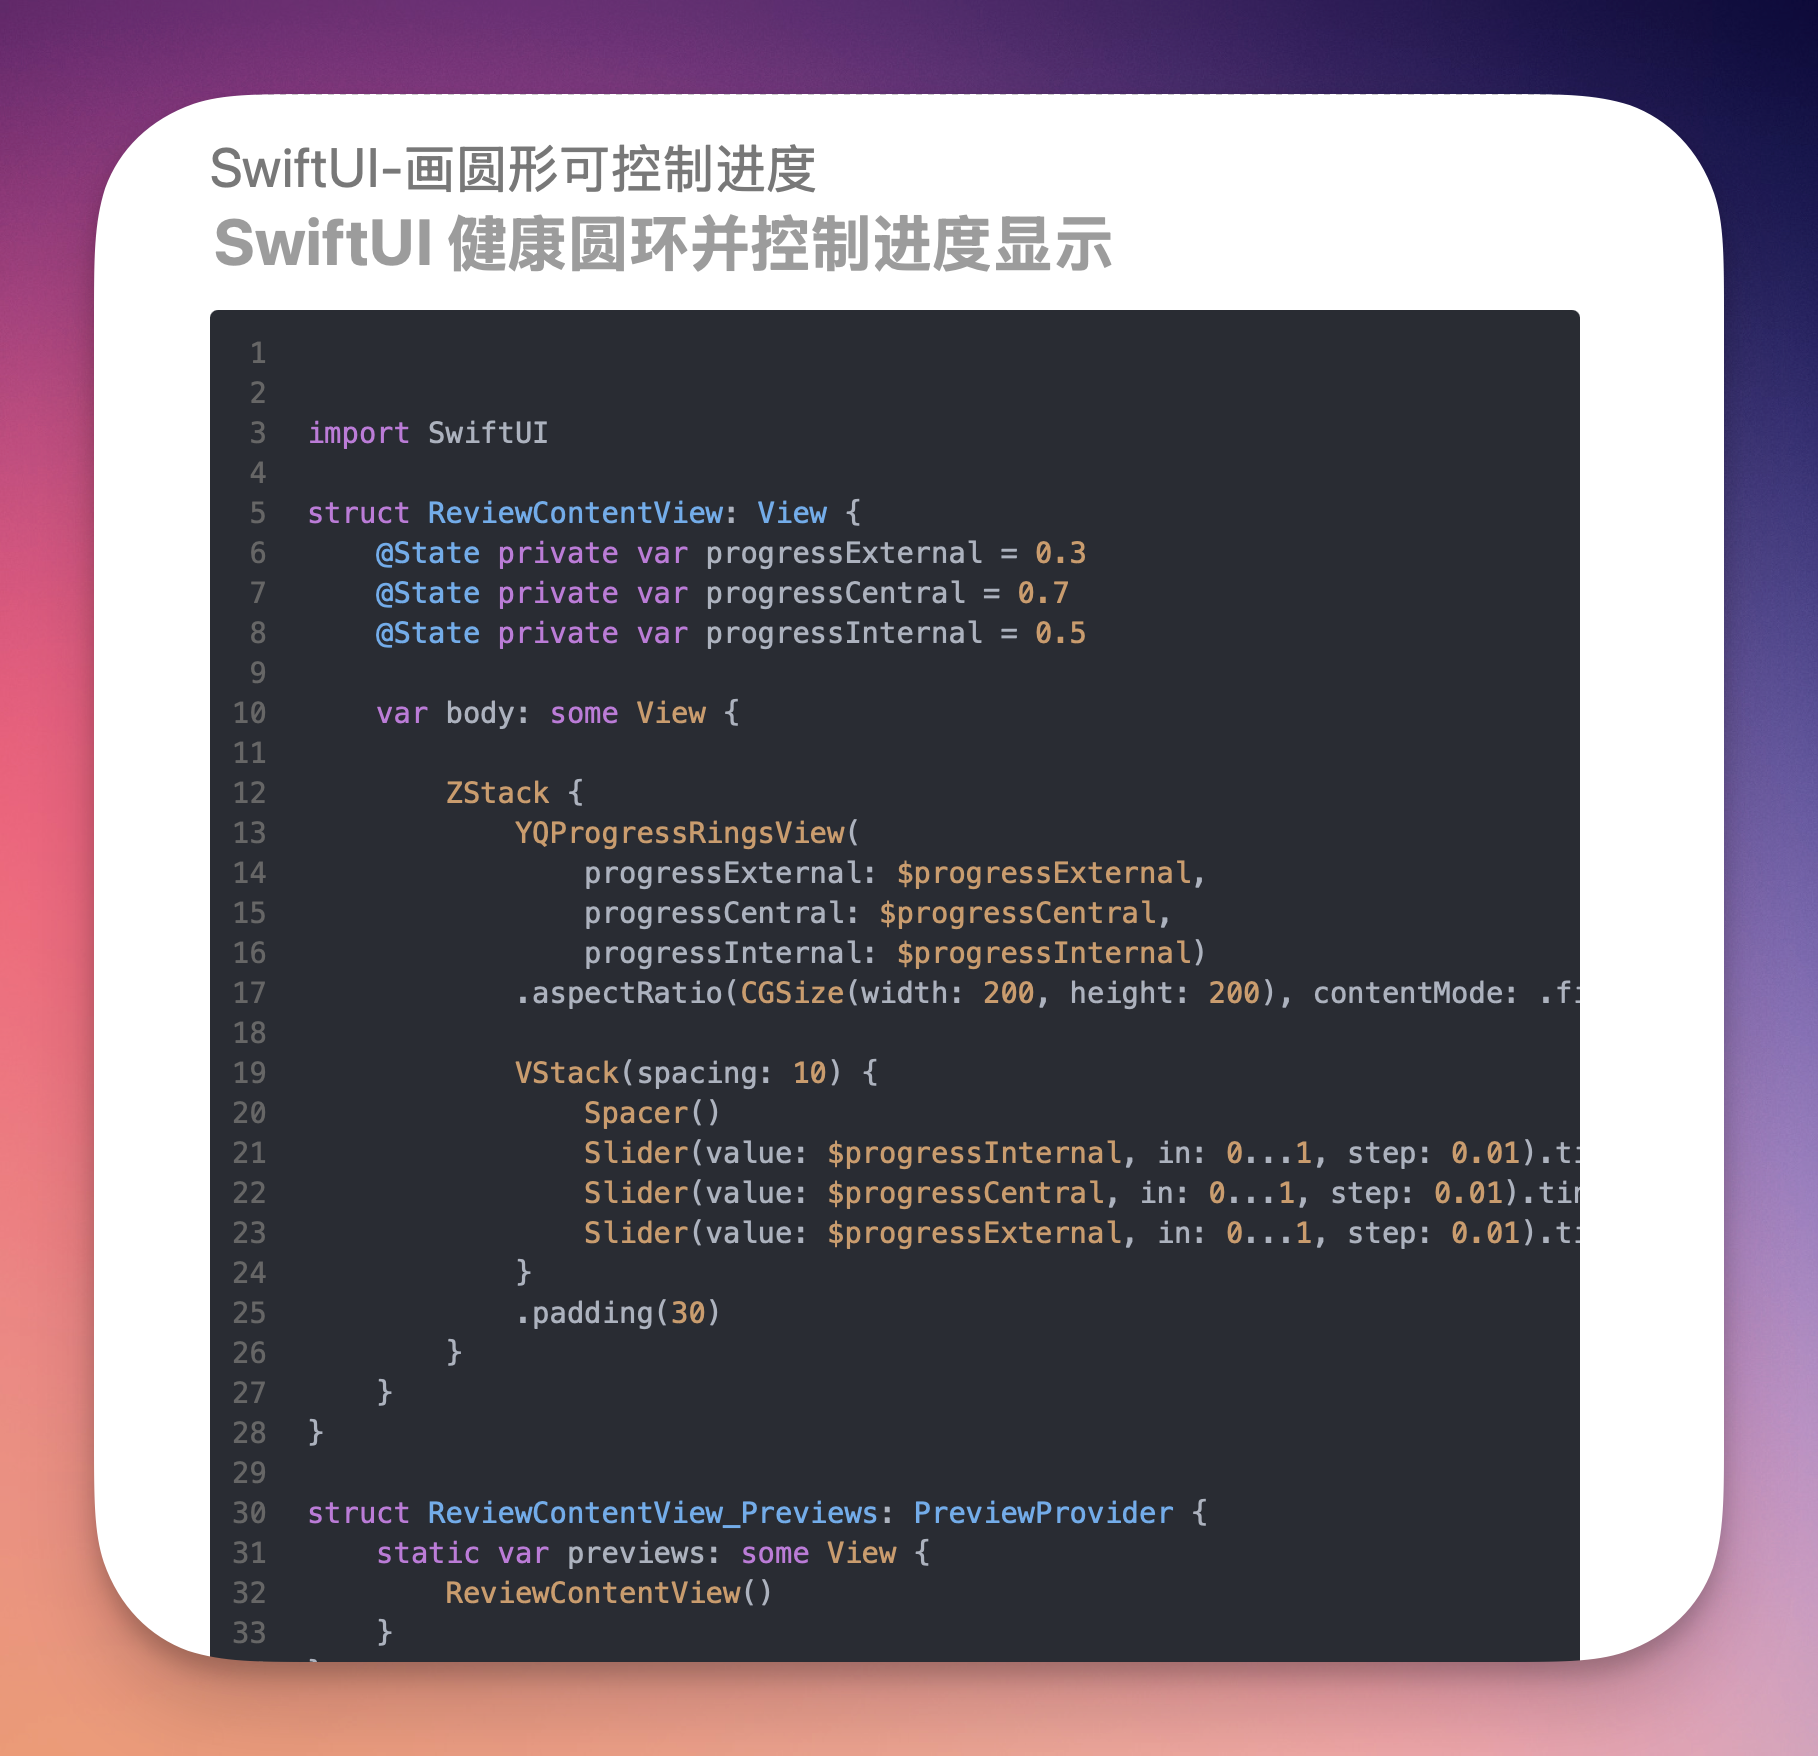 SwiftUI-画圆形可控制进度
SwiftUI 健康圆环并控制进度显示
1
2
3 import SwiftUI
4
5 struct ReviewContentView: View {
6 @State private var progressExternal = 0.3
7 @State private var progressCentral = 0.7
8 @State private var progressInternal = 0.5
9
10 var body: some View {
11
12 ZStack {
13 YQProgressRingsView(
14 progressExternal: $progressExternal,
15 progressCentral: $progressCentral,
16 progressInternal: $progressInternal)
17 .aspectRatio(CGSize(width: 200, height: 200), contentMode: .fi
18
19 VStack(spacing: 10) {
20 Spacer()
21 Slider(value: $progressInternal, in: 0...1, step: 0.01).ti
22 Slider(value: $progressCentral, in: 0...1, step: 0.01).tin
23 Slider(value: $progressExternal, in: 0...1, step: 0.01).ti
24 }
25 .padding(30)
26 }
27 }
28 }
29
30 struct ReviewContentView_Previews: PreviewProvider {
31 static var previews: some View {
32 ReviewContentView()
33 }